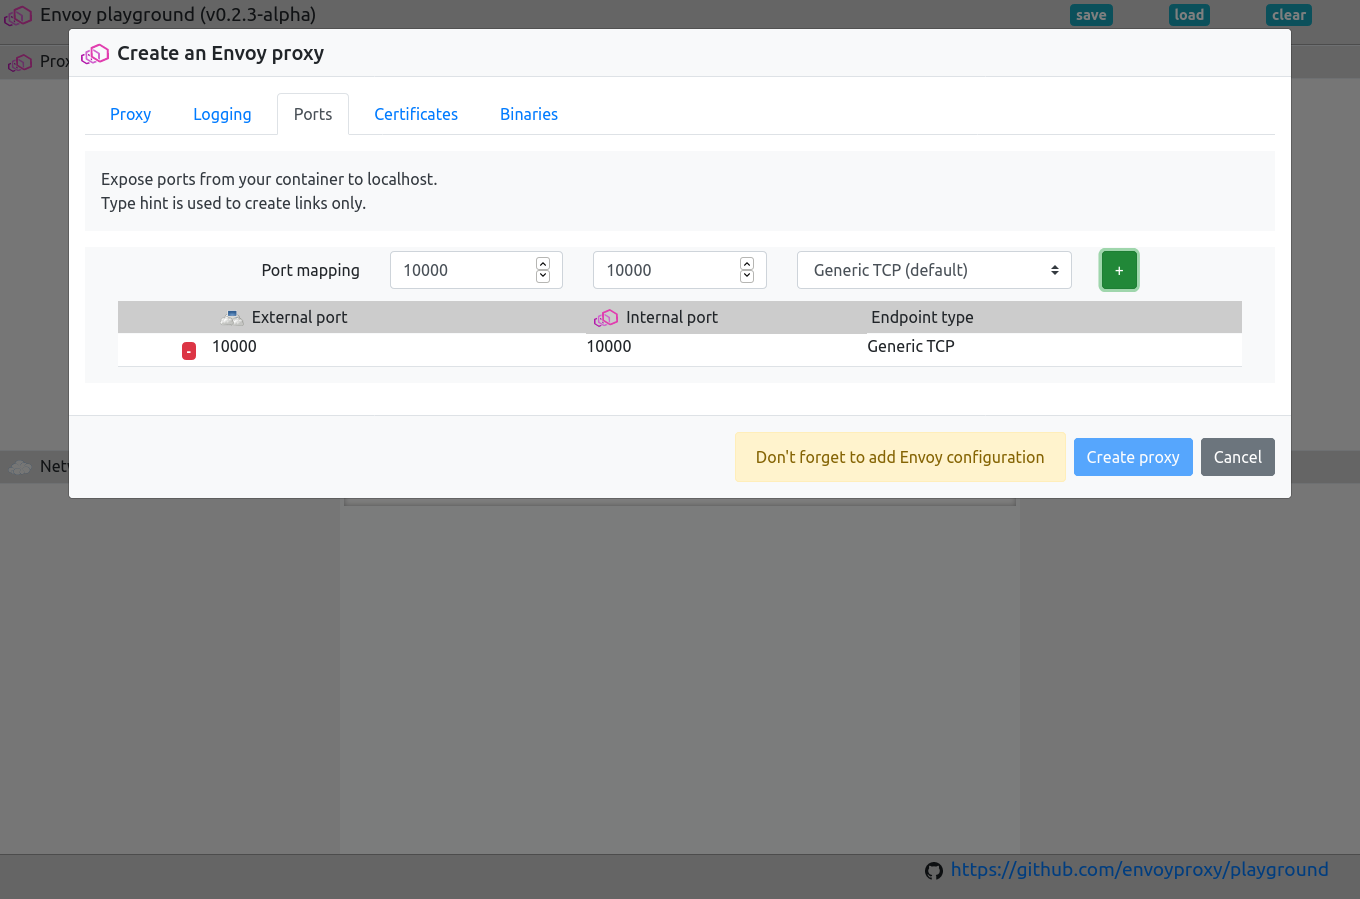 Envoy playground (v0.2.3-alpha)
save
load
clear
Create an Envoy proxy
Proxy Logging Ports Certificates Binaries
Expose ports from your container to localhost.
Type hint is used to create links only.
Port mapping 10000 10000 Generic TCP (default) +
External port Internal port Endpoint type
- 10000 10000 Generic TCP
Don't forget to add Envoy configuration Create proxy Cancel
https://github.com/envoyproxy/playground